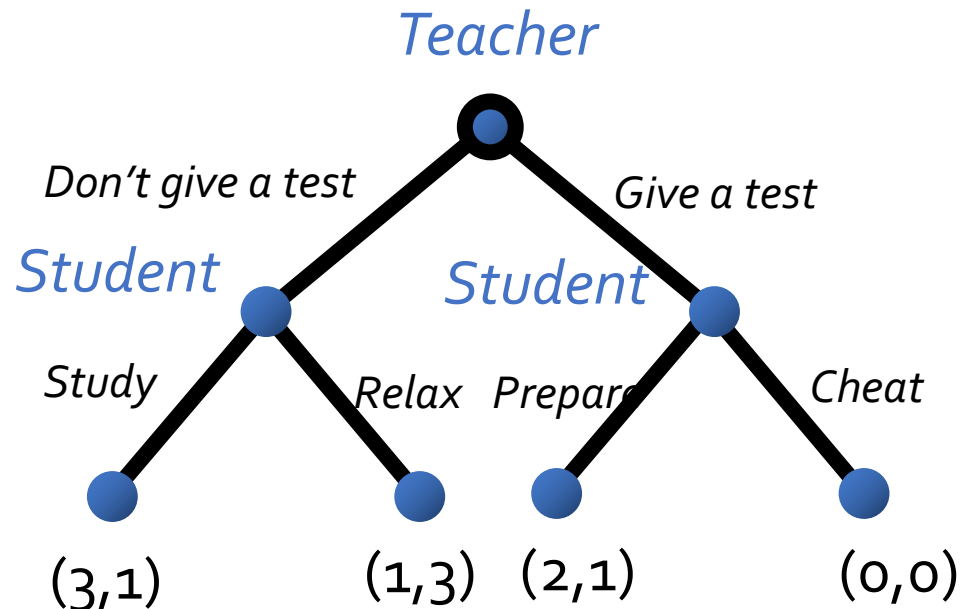 Teacher
Don't give a test
Give a test
Student
Student
Study
Relax
Prepare
Cheat
(3,1)
(1,3)
(2,1)
(0,0)